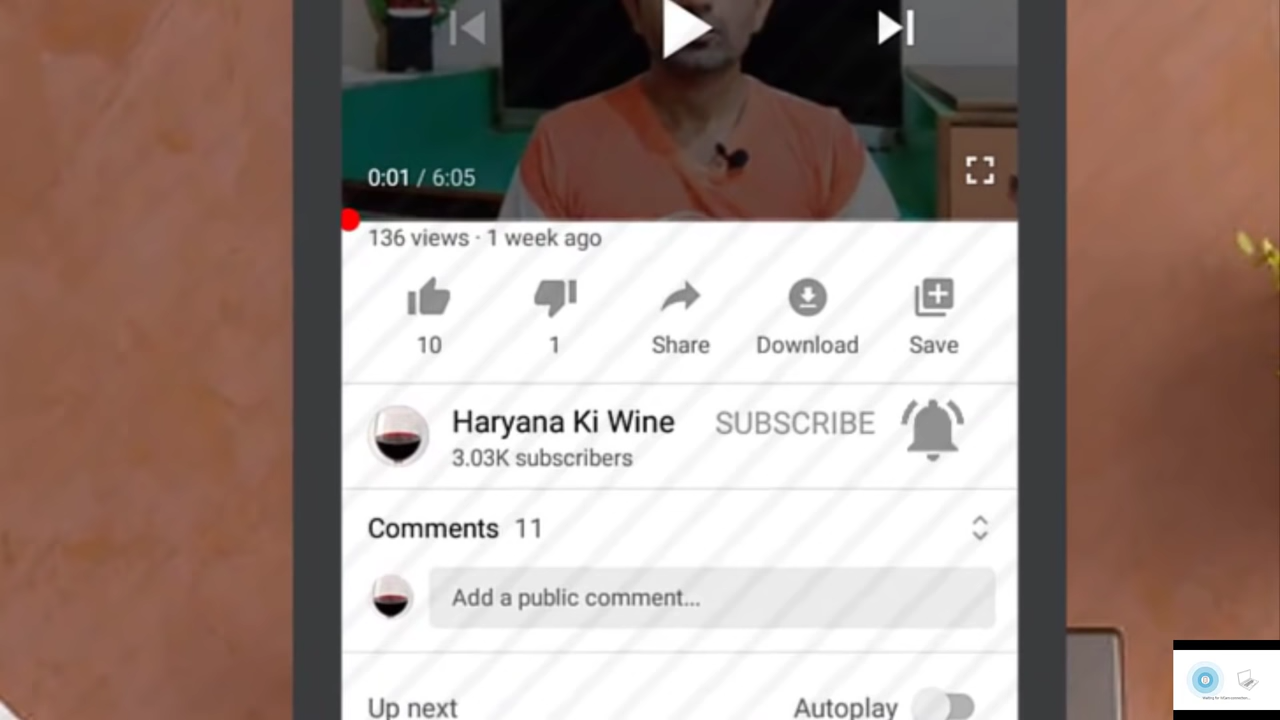 0:01 / 6:05
136 views · 1 week ago
10
1
Share
Download
Save
Haryana Ki Wine
SUBSCRIBE
3.03K subscribers
Comments 11
Add a public comment...
Up next
Autoplay